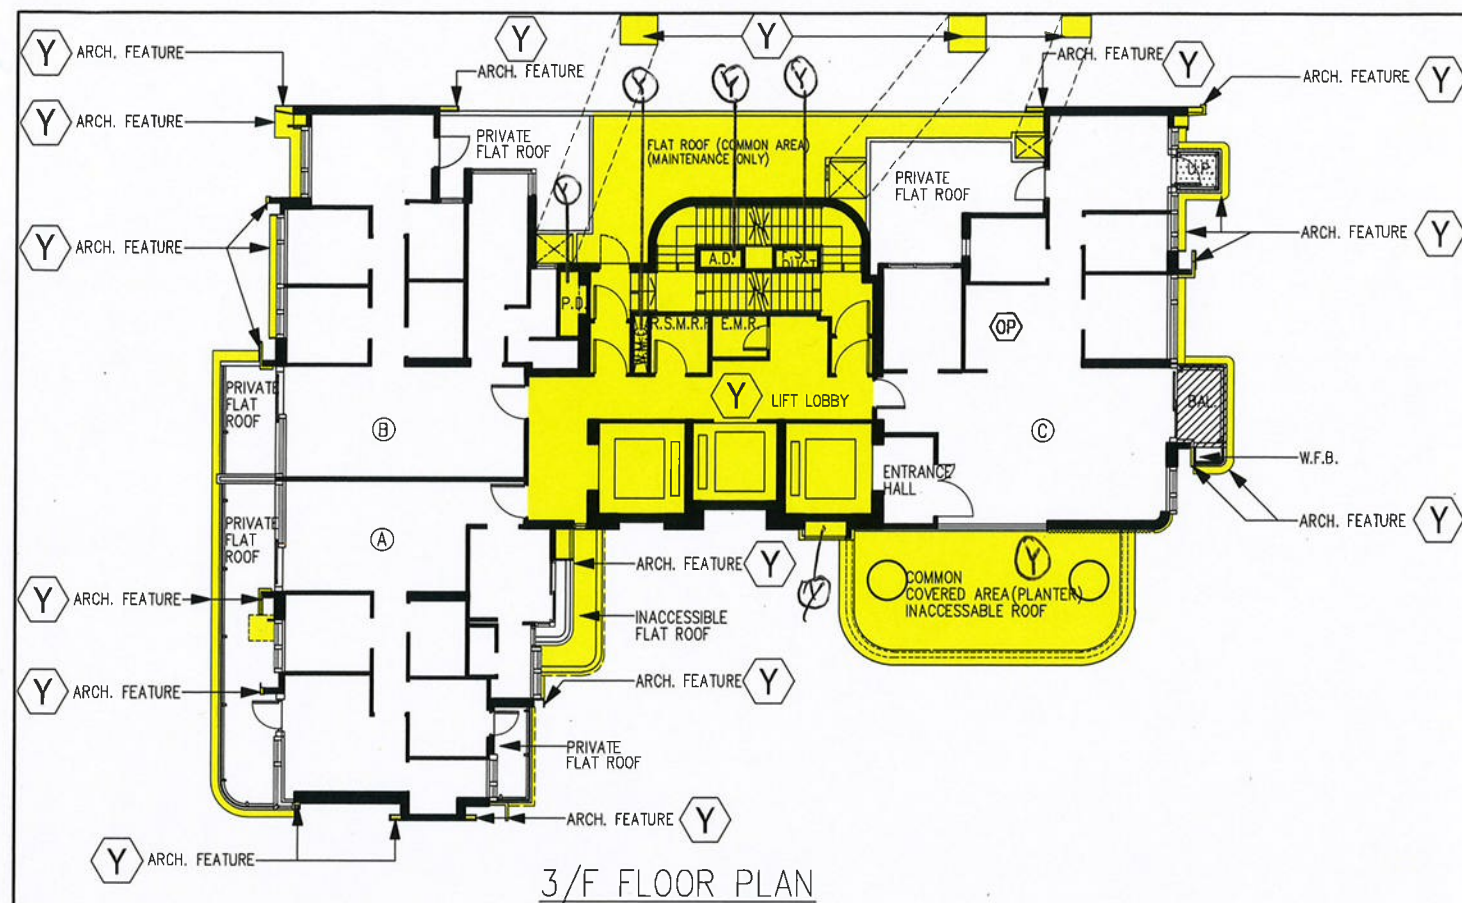 Y ARCH. FEATURE
Y
ARCH. FEATURE
Y
ARCH. FEATURE
Y
ARCH. FEATURE Y
Y ARCH. FEATURE
Y
Y
Y
PRIVATE
FLAT ROOF
FLAT ROOF (COMMON AREA)
(MAINTENANCE ONLY)
PRIVATE
FLAT ROOF
U.P.
Y
Y ARCH. FEATURE
ARCH. FEATURE Y
A.D.
DUCT
P.D.
R.S.M.R.R
E.M.R.
OP
PRIVATE
FLAT
ROOF
Y LIFT LOBBY
BAL.
B
C
W.F.B.
ENTRANCE
HALL
PRIVATE
FLAT
ROOF
A
ARCH. FEATURE Y
ARCH. FEATURE Y
Y
Y
COMMON
COVERED AREA(PLANTER)
INACCESSABLE ROOF
Y ARCH. FEATURE
INACCESSIBLE
FLAT ROOF
Y ARCH. FEATURE
ARCH. FEATURE Y
PRIVATE
FLAT ROOF
ARCH. FEATURE Y
Y ARCH. FEATURE
3/F FLOOR PLAN